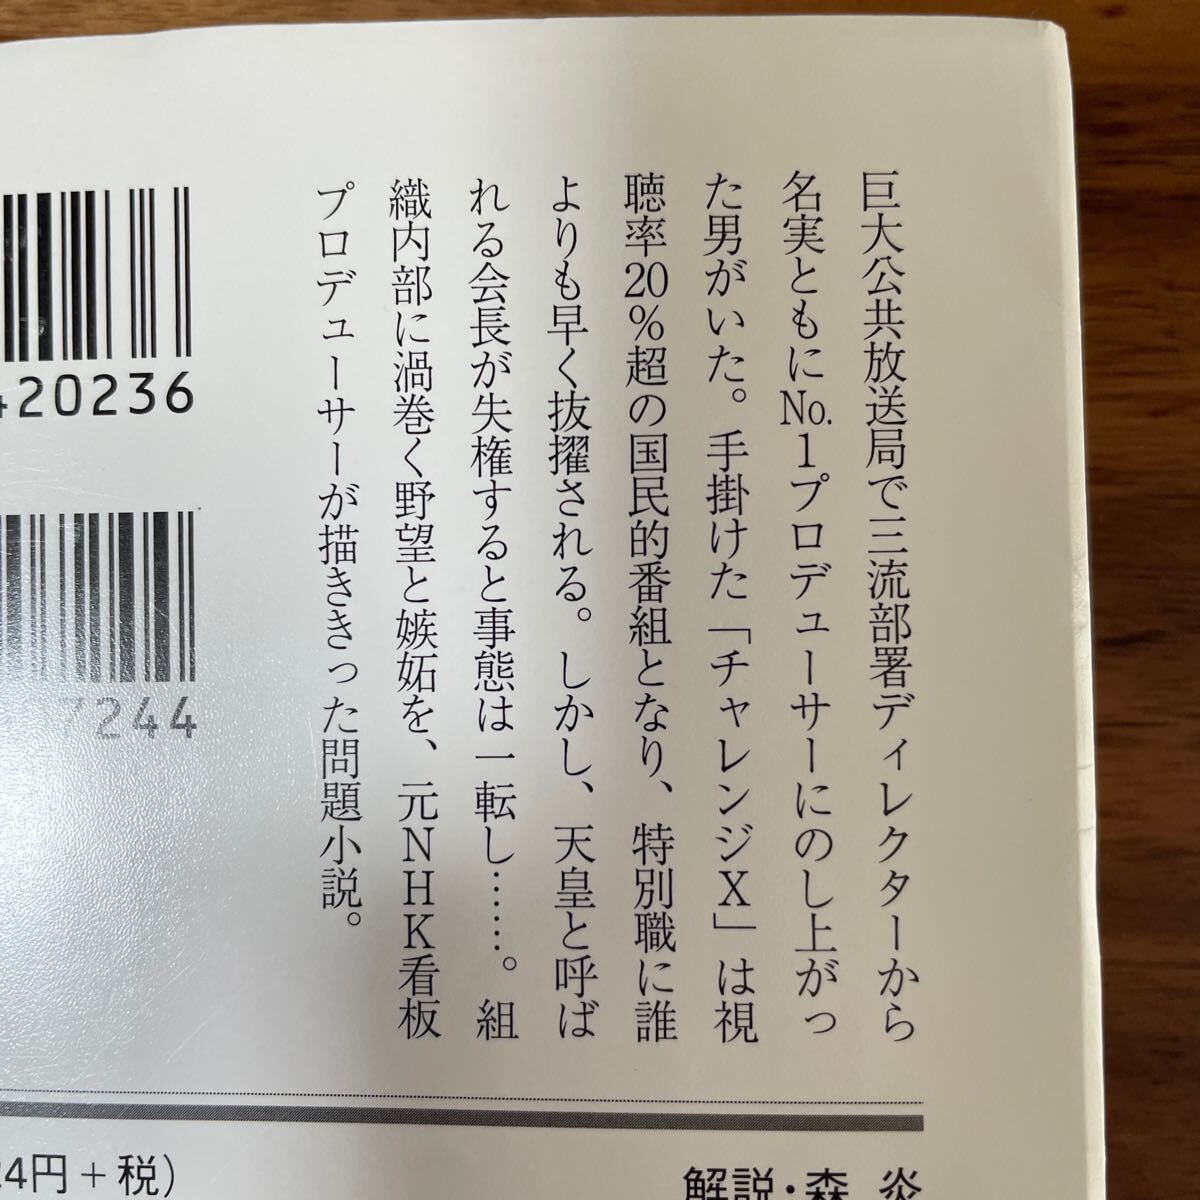 巨大公共放送局で三流部署ディレクターから
名実ともにNo.1プロデューサーにのし上がっ
た男がいた。手掛けた「チャレンジX」は視
聴率20%超の国民的番組となり、特別職に誰
よりも早く抜擢される。しかし、天皇と呼ば
れる会長が失権すると事態は一転し……。組
織内部に渦巻く野望と嫉妬を、元NHK看板
プロデューサーが描ききった問題小説。
420236
7244
24円+税)
解説・森 炎